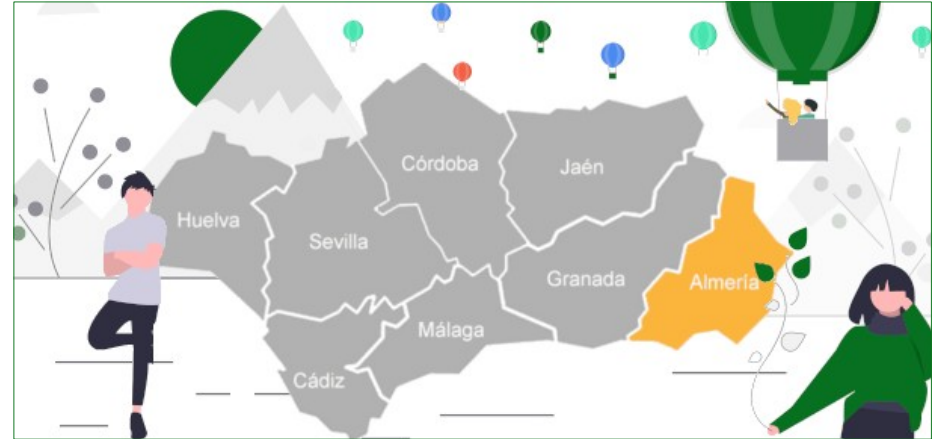 Córdoba
Jaén
Huelva
Sevilla
Granada
Almería
Málaga
Cádiz